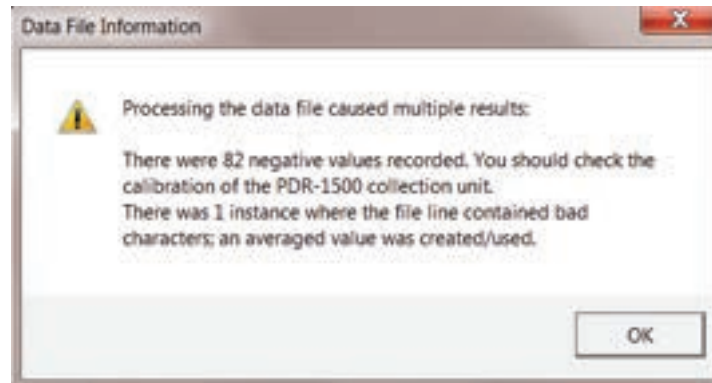 Data File Information
Processing the data file caused multiple results:
There were 82 negative values recorded. You should check the
calibration of the PDR-1500 collection unit.
There was 1 instance where the file line contained bad
characters; an averaged value was created/used.
OK